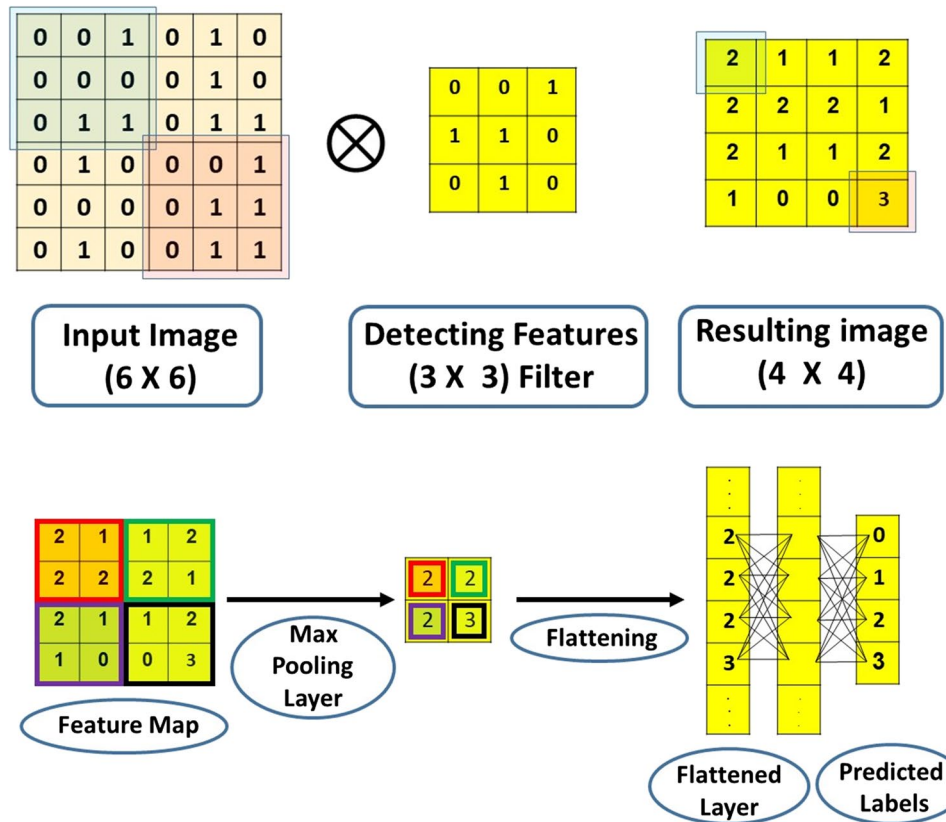 0 0 1 0 1 0
0 0 0 0 1 0
0 1 1 0 1 1
0 1 0 0 0 1
0 0 0 0 1 1
0 1 0 0 1 1
0 0 1
1 1 0
0 1 0
2 1 1 2
2 2 2 1
2 1 1 2
1 0 0 3
Input Image
(6 X 6)
Detecting Features
(3 X 3) Filter
Resulting image
(4 X 4)
2 1 1 2
2 2 2 1
2 1 1 2
1 0 0 3
Feature Map
Max
Pooling
Layer
2 2
2 3
Flattening
2
2
2
3
0
1
2
3
Flattened
Layer
Predicted
Labels